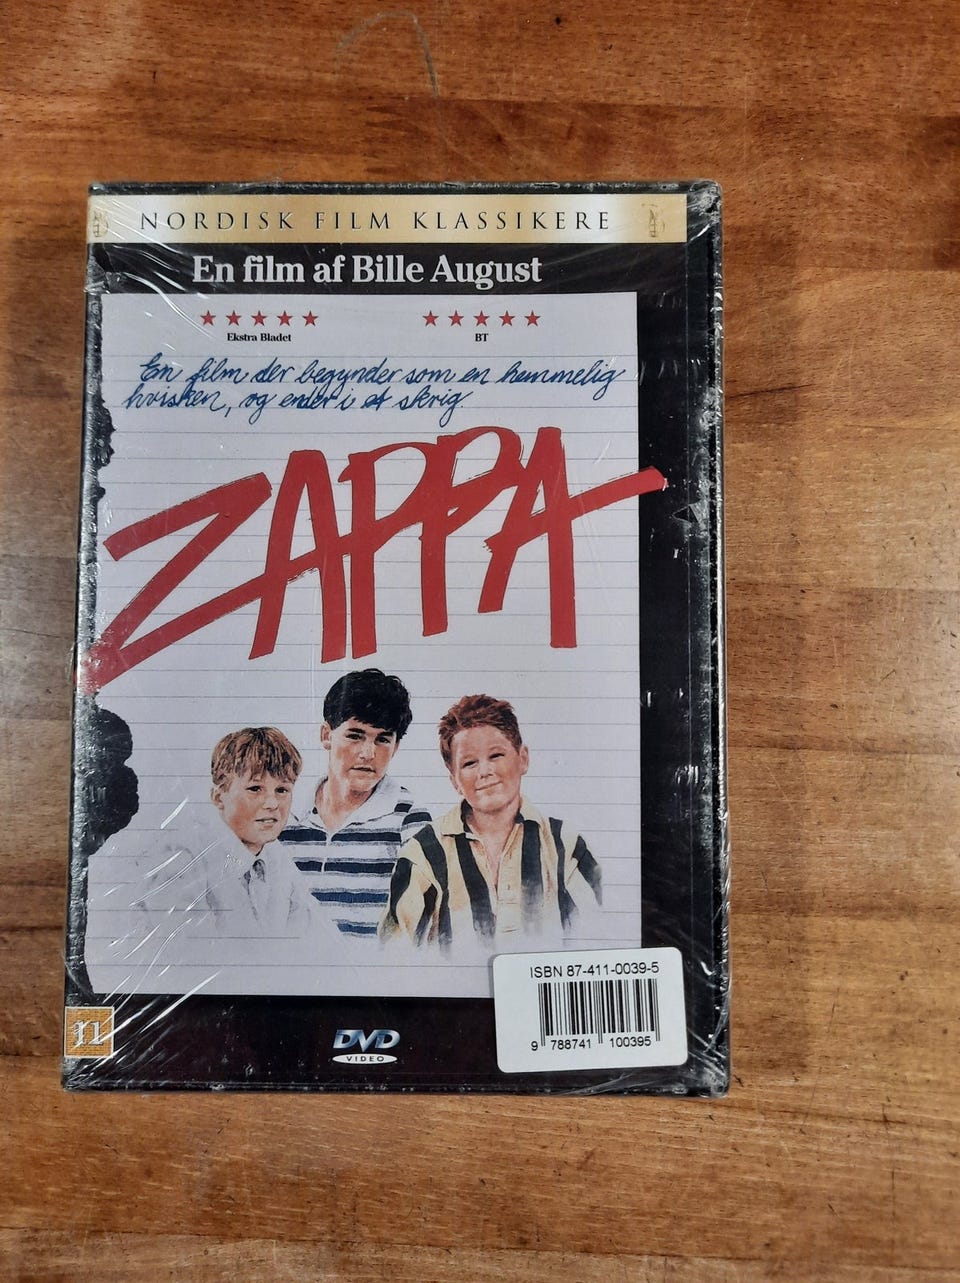 NORDISK FILM KLASSIKERE
En film af Bille August
★★★★★ ★★★★★
Ekstra Bladet BT
En film der begynder som en hemmelig
hvisken, og ender i et skrig.
ZAPPA
ISBN 87-411-0039-5
9 788741 100395
11
DVD
VIDEO